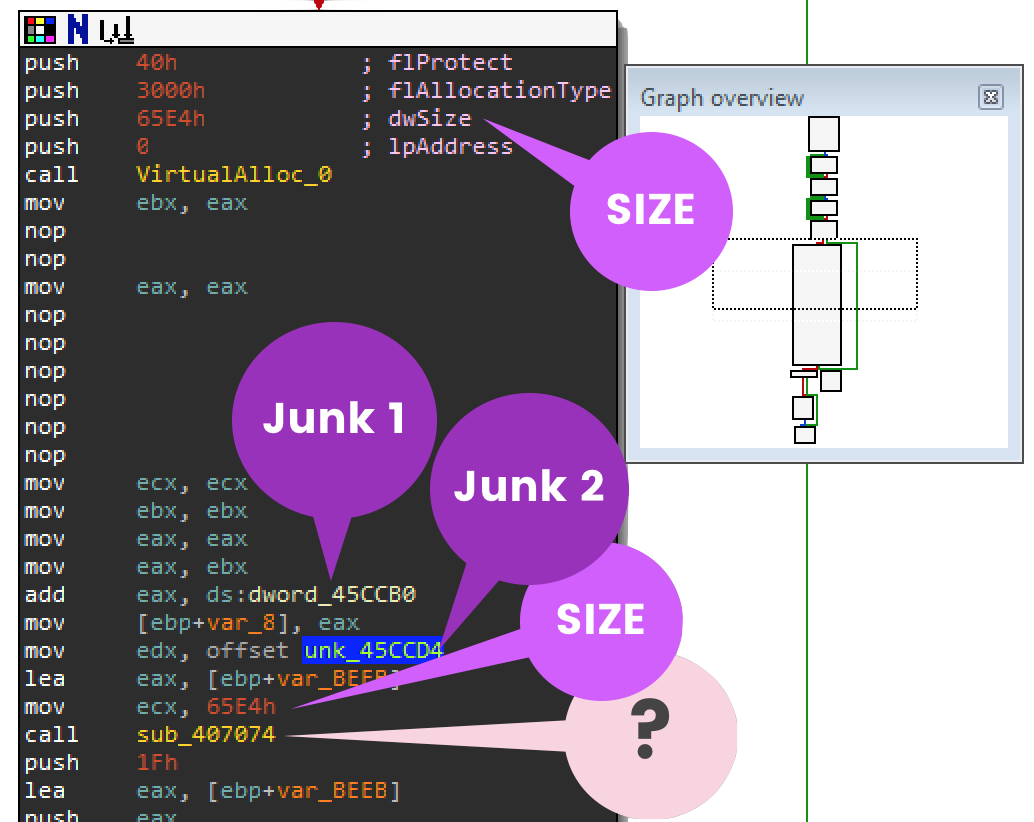 N
push 40h ; flProtect
push 3000h ; flAllocationType
push 65E4h ; dwSize
push 0 ; lpAddress
call VirtualAlloc_0
mov ebx, eax
nop
nop
mov eax, eax
nop
nop
nop
nop
nop
nop
mov ecx, ecx
mov ebx, ebx
mov eax, eax
mov eax, ebx
add eax, ds:dword_45CCB0
mov [ebp+var_8], eax
mov edx, offset unk_45CCD4
lea eax, [ebp+var_BEEB]
mov ecx, 65E4h
call sub_407074
push 1Fh
lea eax, [ebp+var_BEEB]
push eax
Graph overview
SIZE
Junk 1
Junk 2
SIZE
?